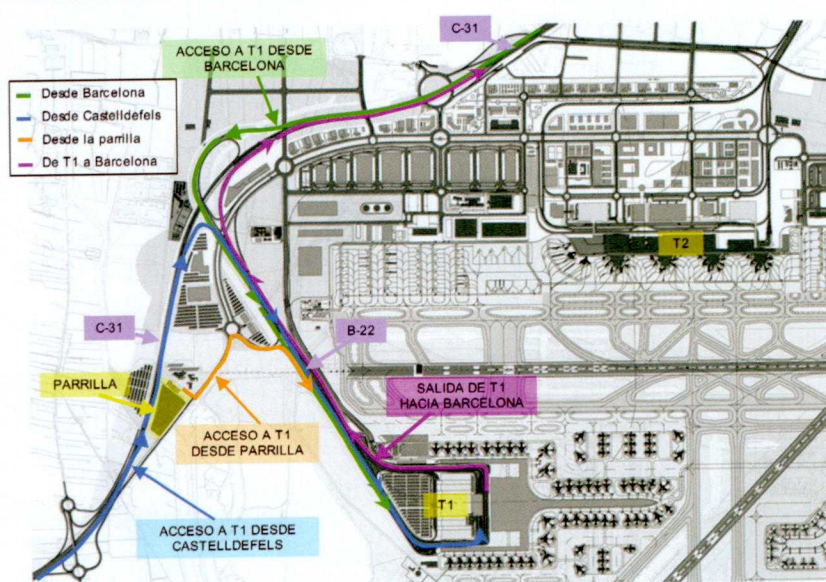 C-31
ACCESO A T1 DESDE
BARCELONA
Desde Barcelona
Desde Castelldefels
Desde la parrilla
De T1 a Barcelona
T2
C-31
B-22
PARRILLA
SALIDA DE T1
HACIA BARCELONA
ACCESO A T1
DESDE PARRILLA
T1
ACCESO A T1 DESDE
CASTELLDEFELS